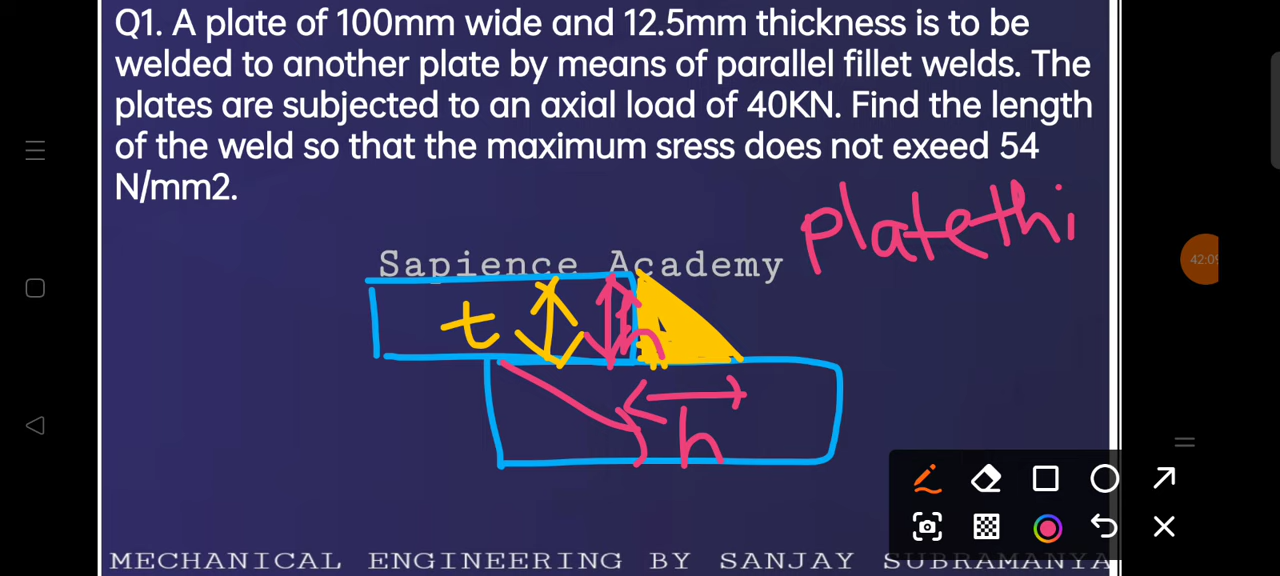 Q1. A plate of 100mm wide and 12.5mm thickness is to be
welded to another plate by means of parallel fillet welds. The
plates are subjected to an axial load of 40KN. Find the length
of the weld so that the maximum sress does not exeed 54
N/mm2.
plate thi
Sapience Academy
42:09
t
h
h
MECHANICAL ENGINEERING BY SANJAY SUBRAMANYA